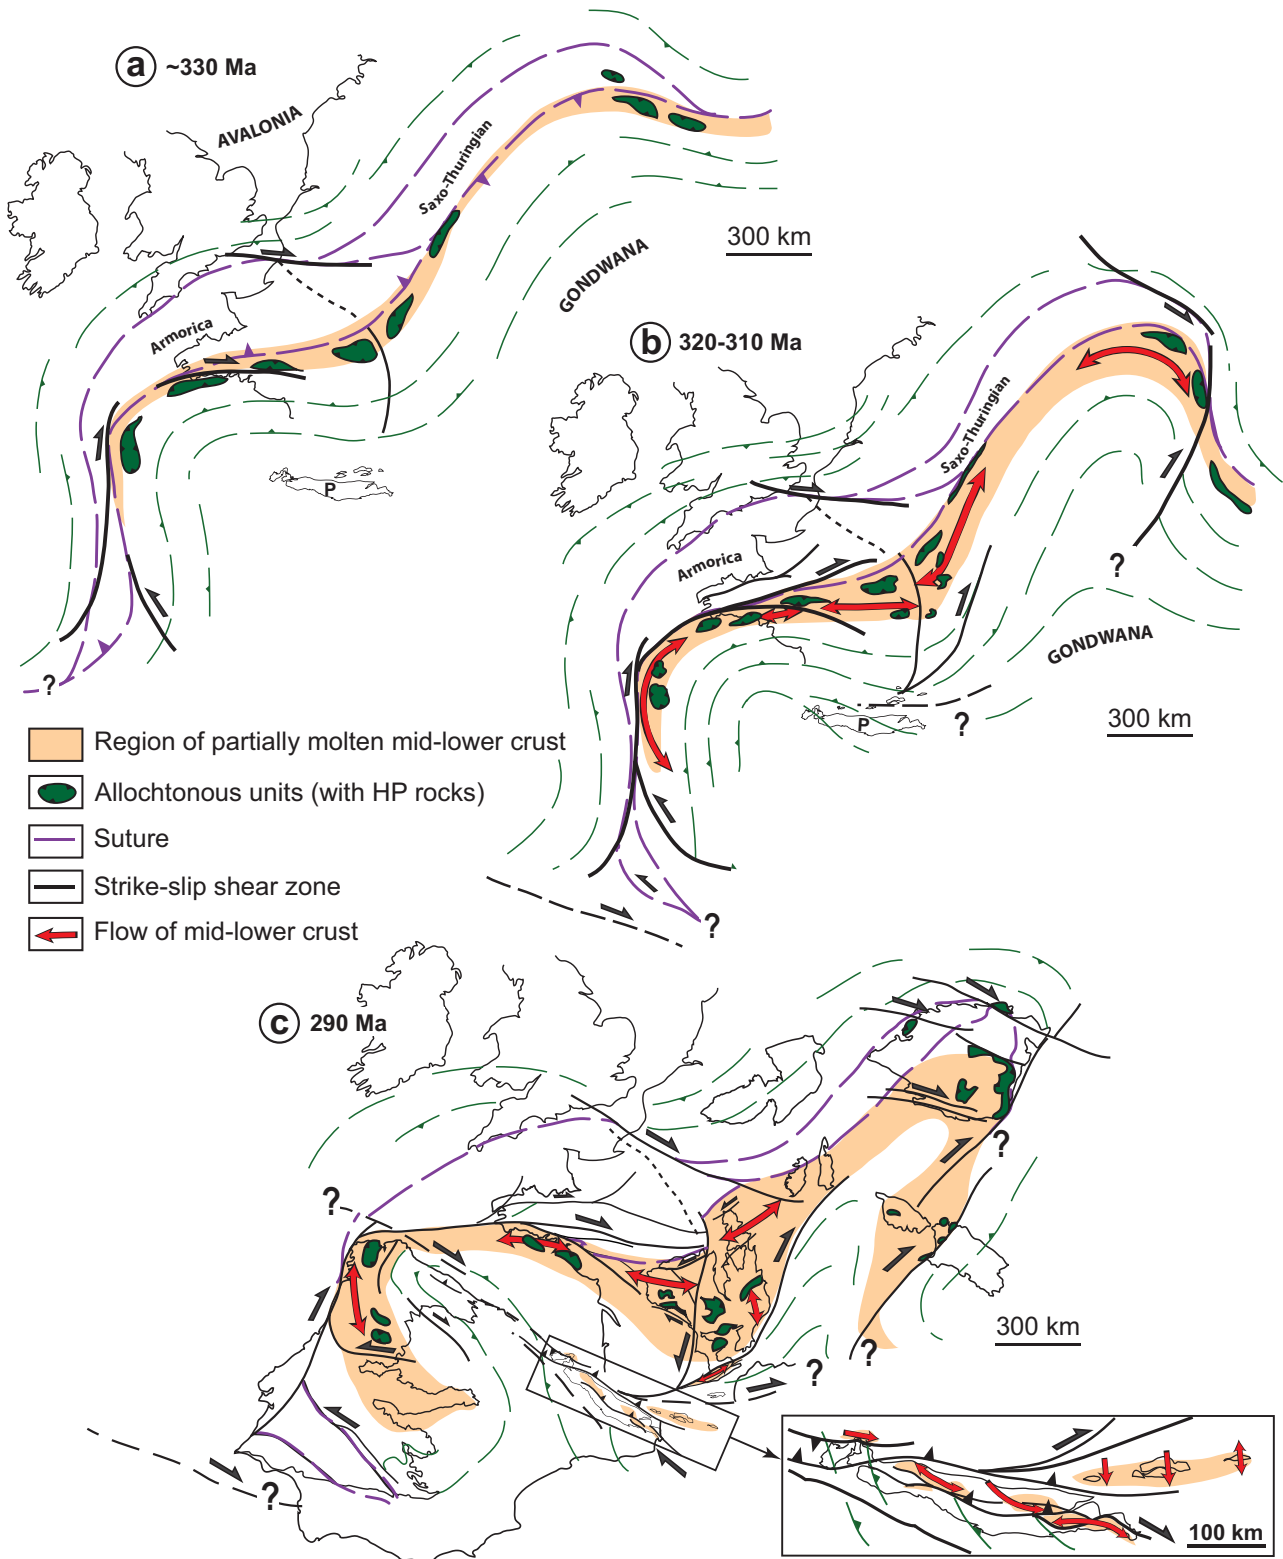 a ~330 Ma
AVALONIA
Saxo-Thuringian
GONDWANA
300 km
Armorica
P
?
b 320-310 Ma
Saxo-Thuringian
Armorica
?
GONDWANA
P
?
300 km
?
Region of partially molten mid-lower crust
Allochtonous units (with HP rocks)
Suture
Strike-slip shear zone
Flow of mid-lower crust
c 290 Ma
?
?
300 km
?
?
?
100 km